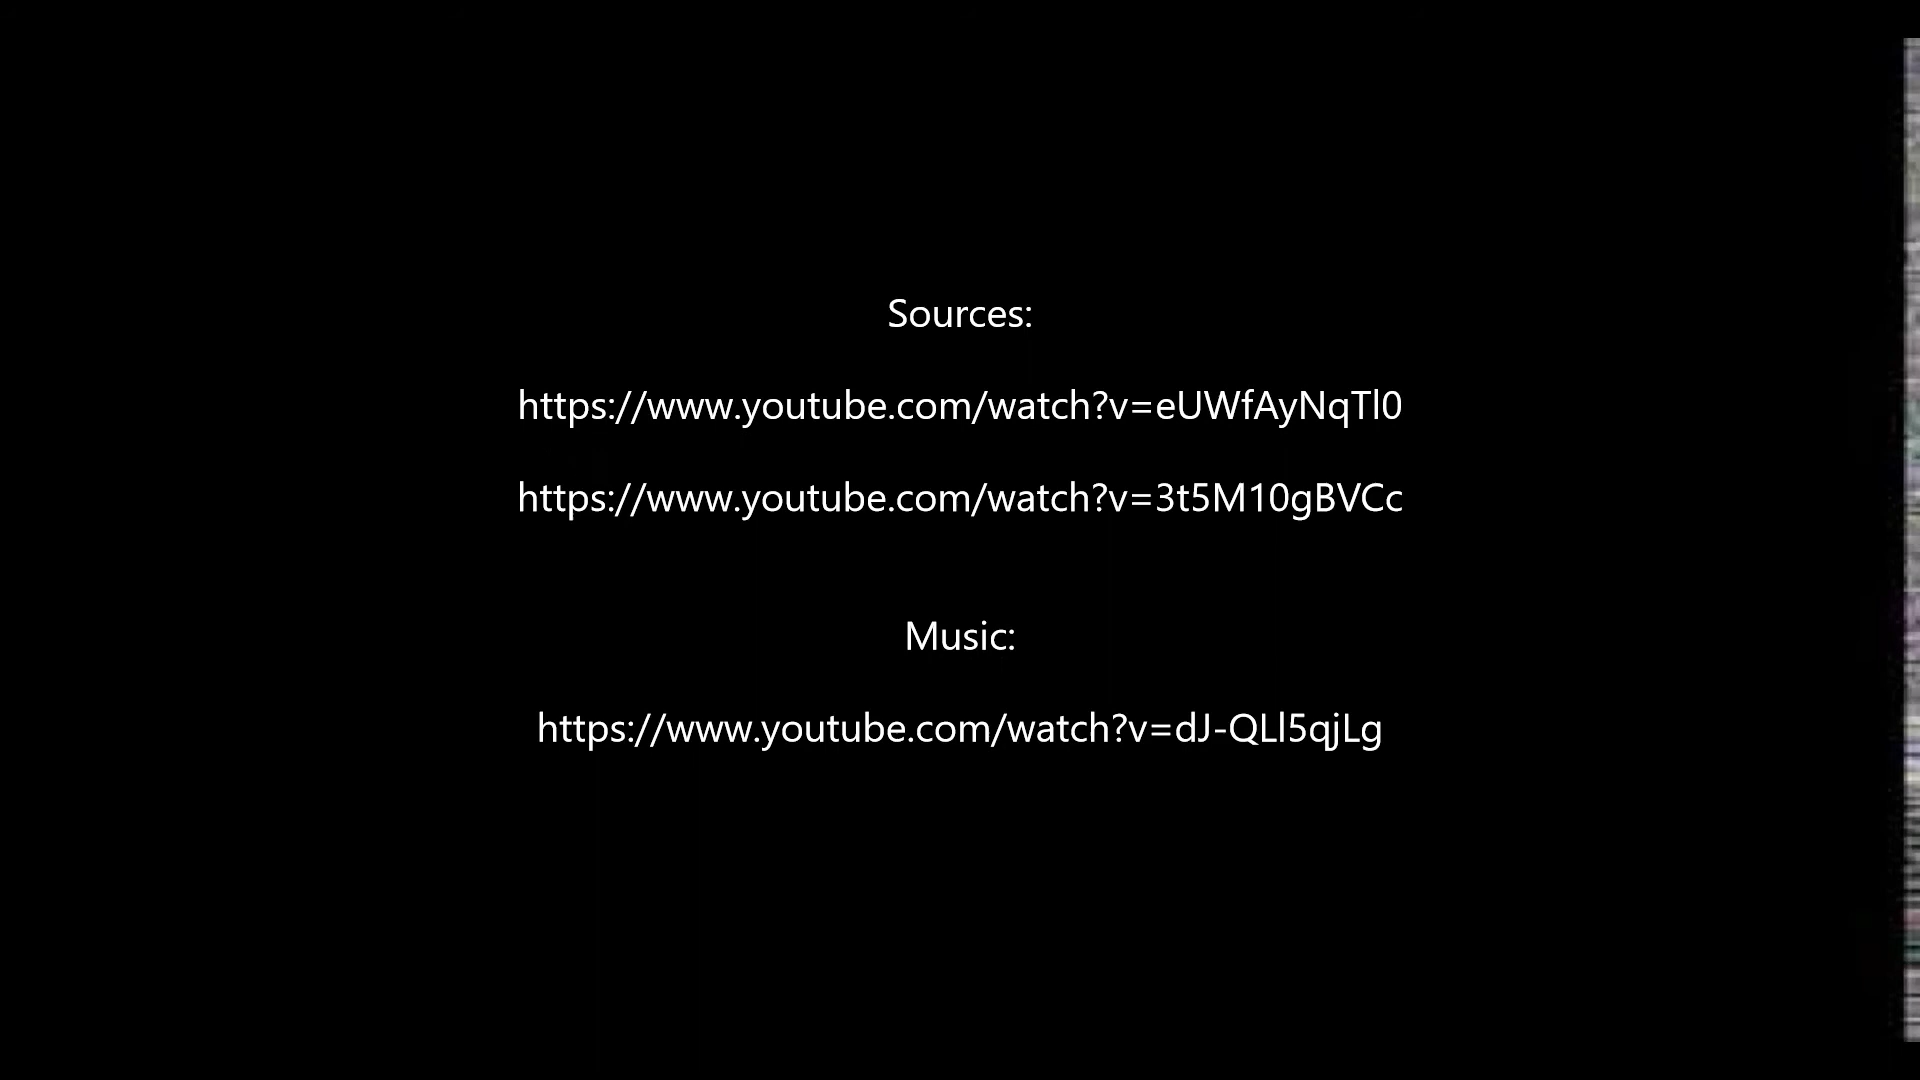 Sources:
https://www.youtube.com/watch?v=eUWfAyNqTl0
https://www.youtube.com/watch?v=3t5M10gBVCc
Music:
https://www.youtube.com/watch?v=dJ-QLl5qjLg